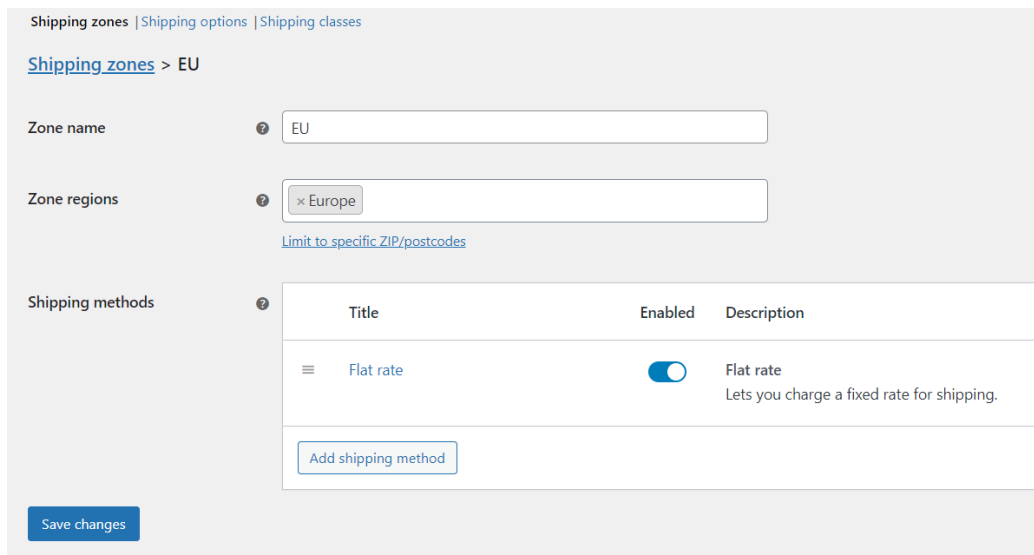 Shipping zones | Shipping options | Shipping classes
Shipping zones > EU
Zone name ? EU
Zone regions ? × Europe
Limit to specific ZIP/postcodes
Shipping methods ? Title Enabled Description
Flat rate Flat rate
Lets you charge a fixed rate for shipping.
Add shipping method
Save changes